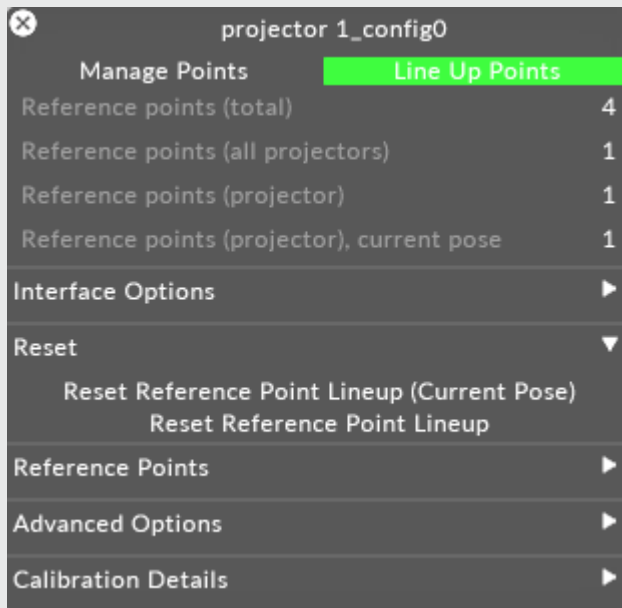 projector 1_config0
Manage Points Line Up Points
Reference points (total) 4
Reference points (all projectors) 1
Reference points (projector) 1
Reference points (projector), current pose 1
Interface Options
Reset
Reset Reference Point Lineup (Current Pose)
Reset Reference Point Lineup
Reference Points
Advanced Options
Calibration Details